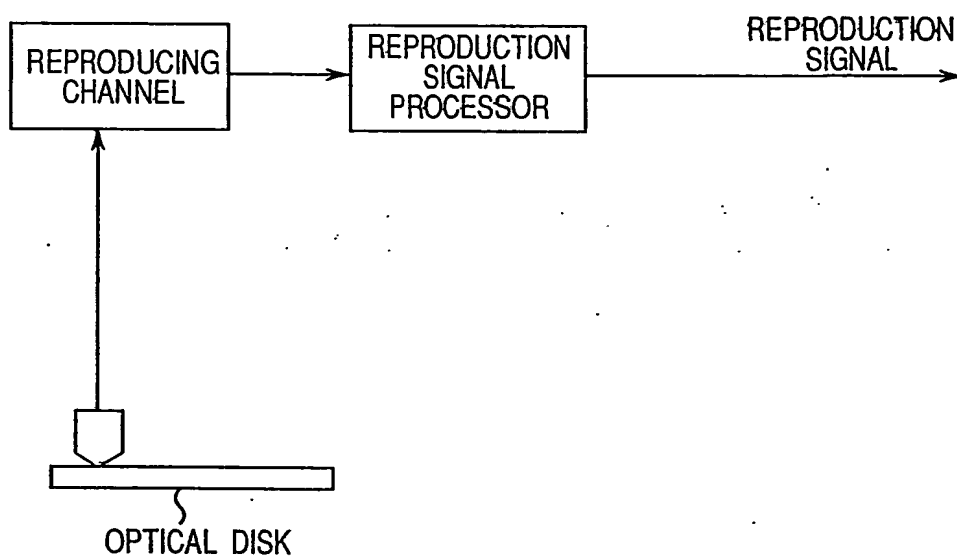 REPRODUCING
CHANNEL
REPRODUCTION
SIGNAL
PROCESSOR
REPRODUCTION
SIGNAL
OPTICAL DISK